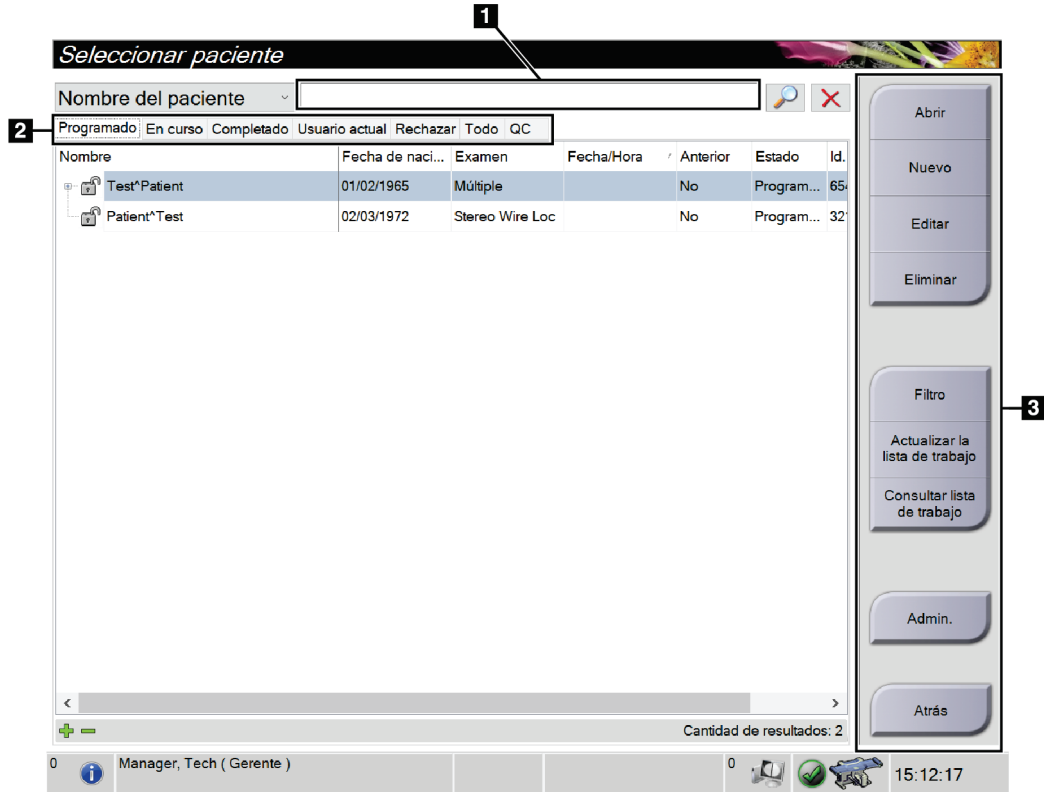 1
Seleccionar paciente
Nombre del paciente
2
Programado En curso Completado Usuario actual Rechazar Todo QC
Nombre Fecha de naci... Examen Fecha/Hora Anterior Estado Id.
Test^Patient 01/02/1965 Múltiple No Program... 654
Patient^Test 02/03/1972 Stereo Wire Loc No Program... 321
Abrir
Nuevo
Editar
Eliminar
Filtro
3
Actualizar la
lista de trabajo
Consultar lista
de trabajo
Admin.
Atrás
Cantidad de resultados: 2
0 Manager, Tech ( Gerente ) 0 15:12:17